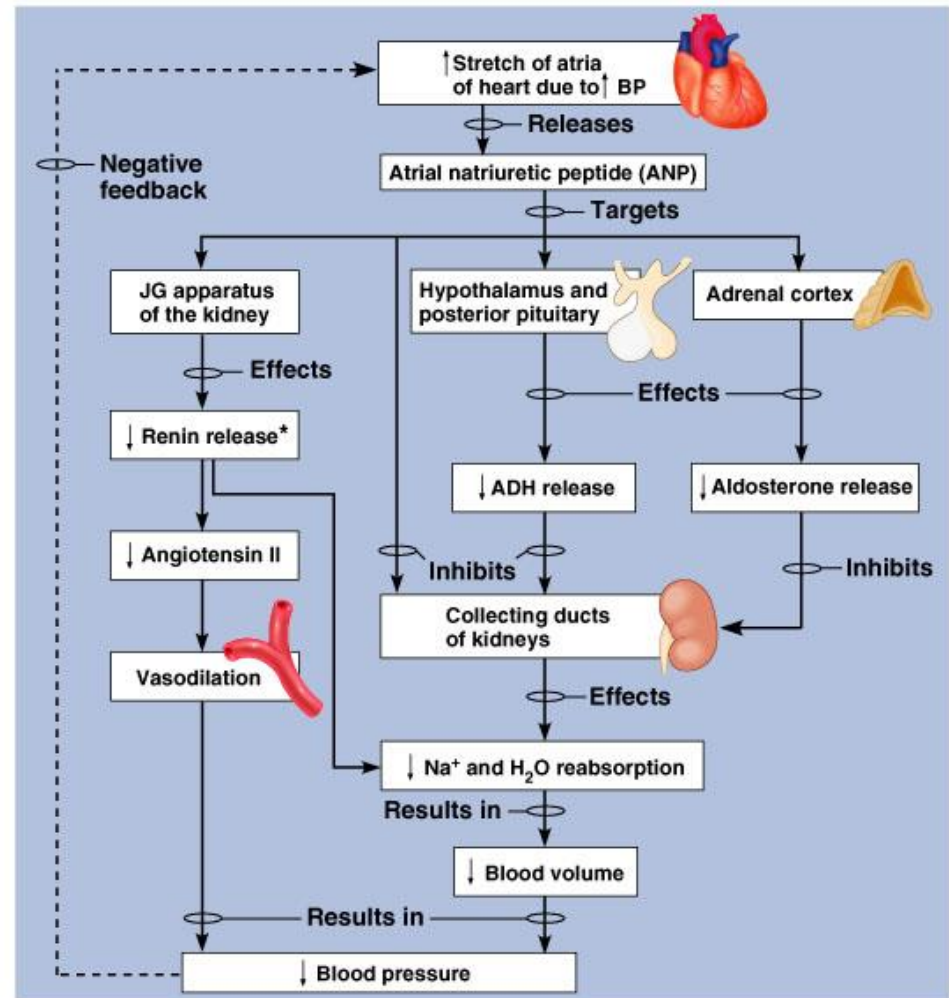 ↑Stretch of atria
of heart due to↑ BP
Releases
Negative
feedback
Atrial natriuretic peptide (ANP)
Targets
JG apparatus
of the kidney
Hypothalamus and
posterior pituitary
Adrenal cortex
Effects
Effects
↓ Renin release*
↓ ADH release
↓ Aldosterone release
↓ Angiotensin II
Inhibits
Inhibits
Collecting ducts
of kidneys
Vasodilation
Effects
↓ Na⁺ and H₂O reabsorption
Results in
↓ Blood volume
Results in
↓ Blood pressure